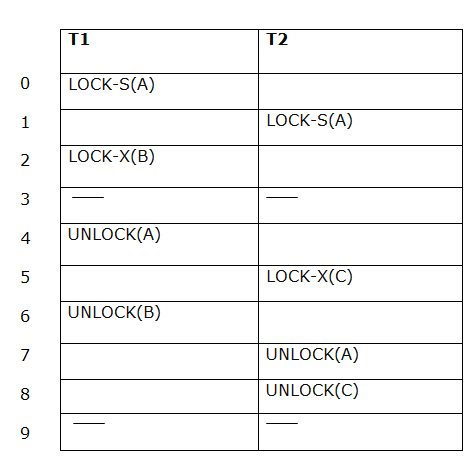 T1 T2
0 LOCK-S(A)
1 LOCK-S(A)
2 LOCK-X(B)
3 —— ——
4 UNLOCK(A)
5 LOCK-X(C)
6 UNLOCK(B)
7 UNLOCK(A)
8 UNLOCK(C)
9 —— ——